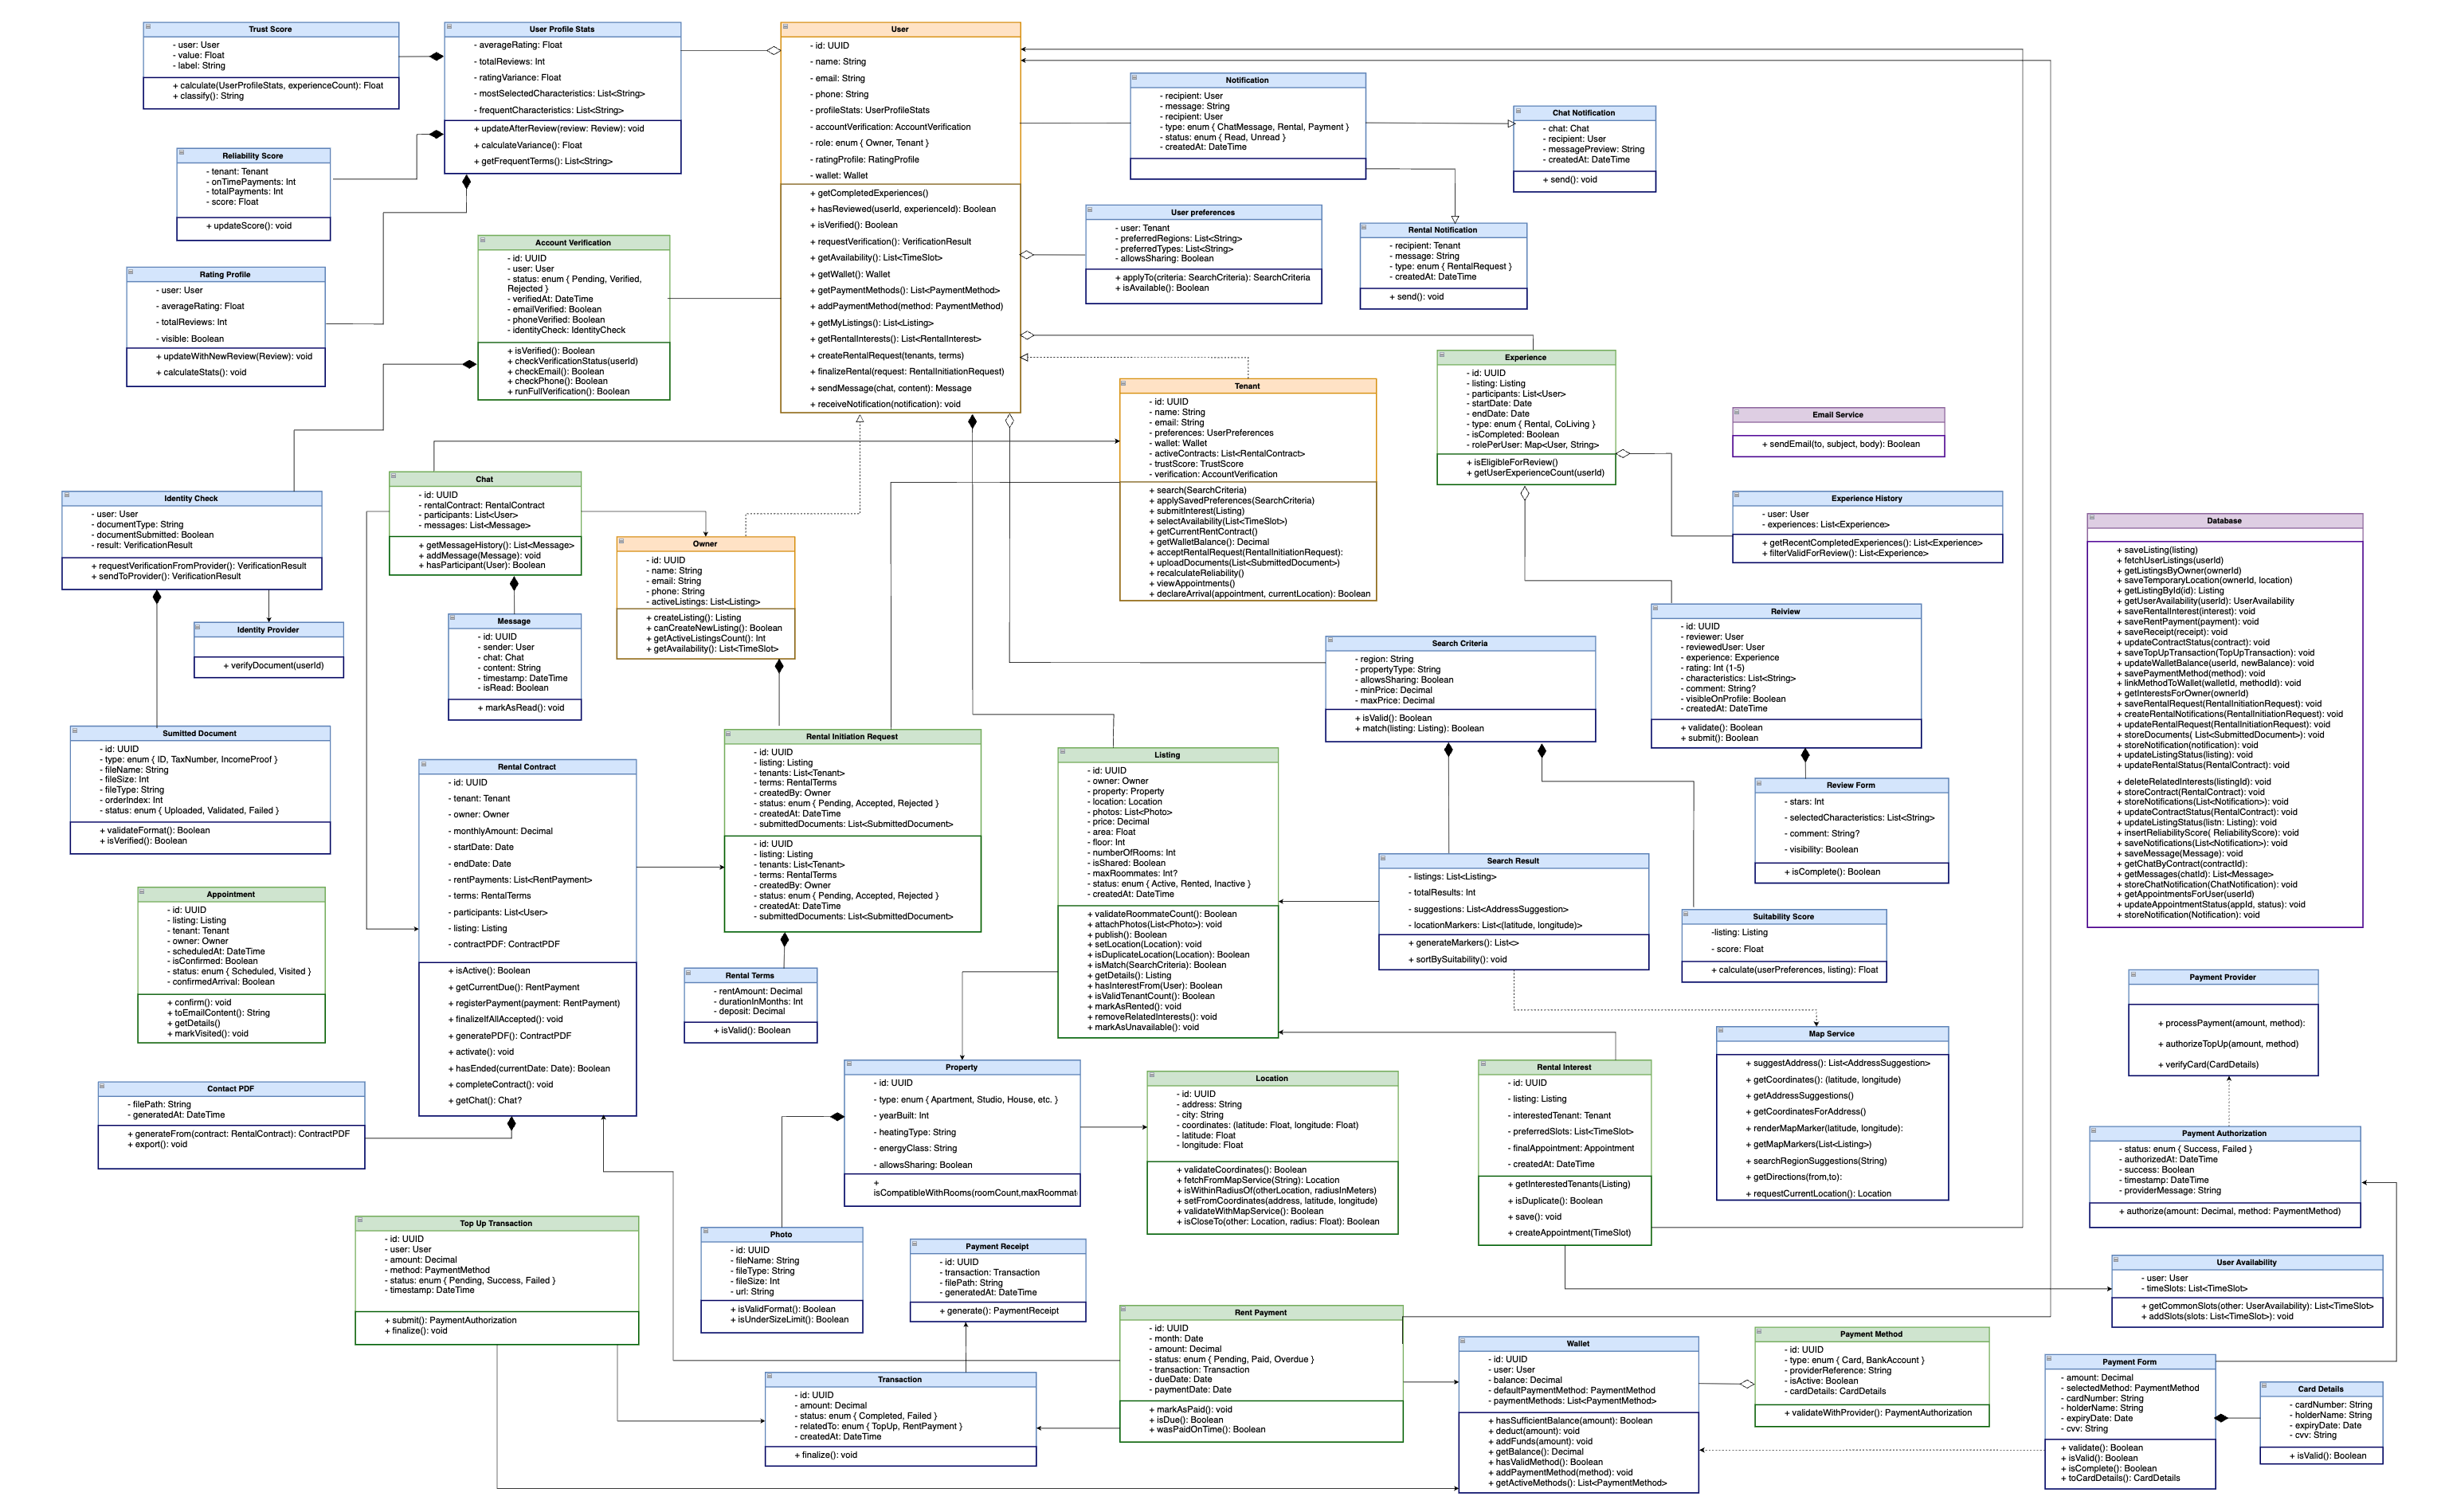 Trust Score
- user: User
- value: Float
- label: String
+ calculate(UserProfileStats, experienceCount): Float
+ classify(): String
User Profile Stats
- averageRating: Float
- totalReviews: Int
- ratingVariance: Float
- mostSelectedCharacteristics: List<String>
- frequentCharacteristics: List<String>
+ updateAfterReview(review: Review): void
+ calculateVariance(): Float
+ getFrequentTerms(): List<String>
User
- id: UUID
- name: String
- email: String
- phone: String
- profileStats: UserProfileStats
- accountVerification: AccountVerification
- role: enum { Owner, Tenant }
- ratingProfile: RatingProfile
- wallet: Wallet
+ getCompletedExperiences()
+ hasReviewed(userId, experienceId): Boolean
+ isVerified(): Boolean
+ requestVerification(): VerificationResult
+ getAvailability(): List<TimeSlot>
+ getWallet(): Wallet
+ getPaymentMethods(): List<PaymentMethod>
+ addPaymentMethod(method: PaymentMethod)
+ getMyListings(): List<Listing>
+ getRentalInterests(): List<RentalInterest>
+ createRentalRequest(tenants, terms)
+ finalizeRental(request: RentalInitiationRequest)
+ sendMessage(chat, content): Message
+ receiveNotification(notification): void
Notification
- recipient: User
- message: String
- recipient: User
- type: enum { ChatMessage, Rental, Payment }
- status: enum { Read, Unread }
- createdAt: DateTime
Chat Notification
- chat: Chat
- recipient: User
- messagePreview: String
- createdAt: DateTime
+ send(): void
Reliability Score
- tenant: Tenant
- onTimePayments: Int
- totalPayments: Int
- score: Float
+ updateScore(): void
User preferences
- user: Tenant
- preferredRegions: List<String>
- preferredTypes: List<String>
- allowsSharing: Boolean
+ applyTo(criteria: SearchCriteria): SearchCriteria
+ isAvailable(): Boolean
Rental Notification
- recipient: Tenant
- message: String
- type: enum { RentalRequest }
- createdAt: DateTime
+ send(): void
Account Verification
- id: UUID
- user: User
- status: enum { Pending, Verified,
Rejected }
- verifiedAt: DateTime
- emailVerified: Boolean
- phoneVerified: Boolean
- identityCheck: IdentityCheck
+ isVerified(): Boolean
+ checkVerificationStatus(userId)
+ checkEmail(): Boolean
+ checkPhone(): Boolean
+ runFullVerification(): Boolean
Rating Profile
- user: User
- averageRating: Float
- totalReviews: Int
- visible: Boolean
+ updateWithNewReview(Review): void
+ calculateStats(): void
Tenant
- id: UUID
- name: String
- email: String
- preferences: UserPreferences
- wallet: Wallet
- activeContracts: List<RentalContract>
- trustScore: TrustScore
- verification: AccountVerification
+ search(SearchCriteria)
+ applySavedPreferences(SearchCriteria)
+ submitInterest(Listing)
+ selectAvailability(List<TimeSlot>)
+ getCurrentRentContract()
+ getWalletBalance(): Decimal
+ acceptRentalRequest(RentalInitiationRequest):
+ uploadDocuments(List<SubmittedDocument>)
+ recalculateReliability()
+ viewAppointments()
+ declareArrival(appointment, currentLocation): Boolean
Experience
- id: UUID
- listing: Listing
- participants: List<User>
- startDate: Date
- endDate: Date
- type: enum { Rental, CoLiving }
- isCompleted: Boolean
- rolePerUser: Map<User, String>
+ isEligibleForReview()
+ getUserExperienceCount(userId)
Email Service
+ sendEmail(to, subject, body): Boolean
Chat
- id: UUID
- rentalContract: RentalContract
- participants: List<User>
- messages: List<Message>
+ getMessageHistory(): List<Message>
+ addMessage(Message): void
+ hasParticipant(User): Boolean
Identity Check
- user: User
- documentType: String
- documentSubmitted: Boolean
- result: VerificationResult
+ requestVerificationFromProvider(): VerificationResult
+ sendToProvider(): VerificationResult
Experience History
- user: User
- experiences: List<Experience>
+ getRecentCompletedExperiences(): List<Experience>
+ filterValidForReview(): List<Experience>
Database
+ saveListing(listing)
+ fetchUserListings(userId)
+ getListingsByOwner(ownerId)
+ saveTemporaryLocation(ownerId, location)
+ getListingById(id): Listing
+ getUserAvailability(userId): UserAvailability
+ saveRentalInterest(interest): void
+ saveRentPayment(payment): void
+ saveReceipt(receipt): void
+ updateContractStatus(contract): void
+ saveTopUpTransaction(TopUpTransaction): void
+ updateWalletBalance(userId, newBalance): void
+ savePaymentMethod(method): void
+ linkMethodToWallet(walletId, methodId): void
+ getInterestsForOwner(ownerId)
+ saveRentalRequest(RentalInitiationRequest): void
+ createRentalNotifications(RentalInitiationRequest): void
+ updateRentalRequest(RentalInitiationRequest): void
+ storeDocuments( List<SubmittedDocument>): void
+ storeNotification(notification): void
+ updateListingStatus(listing): void
+ updateRentalStatus(RentalContract): void
+ deleteRelatedInterests(listingId): void
+ storeContract(RentalContract): void
+ storeNotifications(List<Notification>): void
+ updateContractStatus(RentalContract): void
+ updateListingStatus(listn: Listing): void
+ insertReliabilityScore( ReliabilityScore): void
+ saveNotifications(List<Notification>): void
+ saveMessage(Message): void
+ getChatByContract(contractId):
+ getMessages(chatId): List<Message>
+ storeChatNotification(ChatNotification): void
+ getAppointmentsForUser(userId)
+ updateAppointmentStatus(appId, status): void
+ storeNotification(Notification): void
Owner
- id: UUID
- name: String
- email: String
- phone: String
- activeListings: List<Listing>
+ createListing(): Listing
+ canCreateNewListing(): Boolean
+ getActiveListingsCount(): Int
+ getAvailability(): List<TimeSlot>
Identity Provider
+ verifyDocument(userId)
Message
- id: UUID
- sender: User
- chat: Chat
- content: String
- timestamp: DateTime
- isRead: Boolean
+ markAsRead(): void
Search Criteria
- region: String
- propertyType: String
- allowsSharing: Boolean
- minPrice: Decimal
- maxPrice: Decimal
+ isValid(): Boolean
+ match(listing: Listing): Boolean
Reiview
- id: UUID
- reviewer: User
- reviewedUser: User
- experience: Experience
- rating: Int (1-5)
- characteristics: List<String>
- comment: String?
- visibleOnProfile: Boolean
- createdAt: DateTime
+ validate(): Boolean
+ submit(): Boolean
Sumitted Document
- id: UUID
- type: enum { ID, TaxNumber, IncomeProof }
- fileName: String
- fileSize: Int
- fileType: String
- orderIndex: Int
- status: enum { Uploaded, Validated, Failed }
+ validateFormat(): Boolean
+ isVerified(): Boolean
Rental Contract
- id: UUID
- tenant: Tenant
- owner: Owner
- monthlyAmount: Decimal
- startDate: Date
- endDate: Date
- rentPayments: List<RentPayment>
- terms: RentalTerms
- participants: List<User>
- listing: Listing
- contractPDF: ContractPDF
+ isActive(): Boolean
+ getCurrentDue(): RentPayment
+ registerPayment(payment: RentPayment)
+ finalizeIfAllAccepted(): void
+ generatePDF(): ContractPDF
+ activate(): void
+ hasEnded(currentDate: Date): Boolean
+ completeContract(): void
+ getChat(): Chat?
Rental Initiation Request
- id: UUID
- listing: Listing
- tenants: List<Tenant>
- terms: RentalTerms
- createdBy: Owner
- status: enum { Pending, Accepted, Rejected }
- createdAt: DateTime
- submittedDocuments: List<SubmittedDocument>
- id: UUID
- listing: Listing
- tenants: List<Tenant>
- terms: RentalTerms
- createdBy: Owner
- status: enum { Pending, Accepted, Rejected }
- createdAt: DateTime
- submittedDocuments: List<SubmittedDocument>
Listing
- id: UUID
- owner: Owner
- property: Property
- location: Location
- photos: List<Photo>
- price: Decimal
- area: Float
- floor: Int
- numberOfRooms: Int
- isShared: Boolean
- maxRoommates: Int?
- status: enum { Active, Rented, Inactive }
- createdAt: DateTime
+ validateRoommateCount(): Boolean
+ attachPhotos(List<Photo>): void
+ publish(): Boolean
+ setLocation(Location): void
+ isDuplicateLocation(Location): Boolean
+ isMatch(SearchCriteria): Boolean
+ getDetails(): Listing
+ hasInterestFrom(User): Boolean
+ isValidTenantCount(): Boolean
+ markAsRented(): void
+ removeRelatedInterests(): void
+ markAsUnavailable(): void
Review Form
- stars: Int
- selectedCharacteristics: List<String>
- comment: String?
- visibility: Boolean
+ isComplete(): Boolean
Search Result
- listings: List<Listing>
- totalResults: Int
- suggestions: List<AddressSuggestion>
- locationMarkers: List<(latitude, longitude)>
+ generateMarkers(): List<>
+ sortBySuitability(): void
Suitability Score
-listing: Listing
- score: Float
+ calculate(userPreferences, listing): Float
Appointment
- id: UUID
- listing: Listing
- tenant: Tenant
- owner: Owner
- scheduledAt: DateTime
- isConfirmed: Boolean
- status: enum { Scheduled, Visited }
- confirmedArrival: Boolean
+ confirm(): void
+ toEmailContent(): String
+ getDetails()
+ markVisited(): void
Rental Terms
- rentAmount: Decimal
- durationInMonths: Int
- deposit: Decimal
+ isValid(): Boolean
Payment Provider
+ processPayment(amount, method):
+ authorizeTopUp(amount, method)
+ verifyCard(CardDetails)
Map Service
+ suggestAddress(): List<AddressSuggestion>
+ getCoordinates(): (latitude, longitude)
+ getAddressSuggestions()
+ getCoordinatesForAddress()
+ renderMapMarker(latitude, longitude):
+ getMapMarkers(List<Listing>)
+ searchRegionSuggestions(String)
+ getDirections(from,to):
+ requestCurrentLocation(): Location
Contact PDF
- filePath: String
- generatedAt: DateTime
+ generateFrom(contract: RentalContract): ContractPDF
+ export(): void
Property
- id: UUID
- type: enum { Apartment, Studio, House, etc. }
- yearBuilt: Int
- heatingType: String
- energyClass: String
- allowsSharing: Boolean
+
isCompatibleWithRooms(roomCount,maxRoommat
Location
- id: UUID
- address: String
- city: String
- coordinates: (latitude: Float, longitude: Float)
- latitude: Float
- longitude: Float
+ validateCoordinates(): Boolean
+ fetchFromMapService(String): Location
+ isWithinRadiusOf(otherLocation, radiusInMeters)
+ setFromCoordinates(address, latitude, longitude)
+ validateWithMapService(): Boolean
+ isCloseTo(other: Location, radius: Float): Boolean
Rental Interest
- id: UUID
- listing: Listing
- interestedTenant: Tenant
- preferredSlots: List<TimeSlot>
- finalAppointment: Appointment
- createdAt: DateTime
+ getInterestedTenants(Listing)
+ isDuplicate(): Boolean
+ save(): void
+ createAppointment(TimeSlot)
Payment Authorization
- status: enum { Success, Failed }
- authorizedAt: DateTime
- success: Boolean
- timestamp: DateTime
- providerMessage: String
+ authorize(amount: Decimal, method: PaymentMethod)
Top Up Transaction
- id: UUID
- user: User
- amount: Decimal
- method: PaymentMethod
- status: enum { Pending, Success, Failed }
- timestamp: DateTime
+ submit(): PaymentAuthorization
+ finalize(): void
Photo
- id: UUID
- fileName: String
- fileType: String
- fileSize: Int
- url: String
+ isValidFormat(): Boolean
+ isUnderSizeLimit(): Boolean
Payment Receipt
- id: UUID
- transaction: Transaction
- filePath: String
- generatedAt: DateTime
+ generate(): PaymentReceipt
User Availability
- user: User
- timeSlots: List<TimeSlot>
+ getCommonSlots(other: UserAvailability): List<TimeSlot>
+ addSlots(slots: List<TimeSlot>): void
Rent Payment
- id: UUID
- month: Date
- amount: Decimal
- status: enum { Pending, Paid, Overdue }
- transaction: Transaction
- dueDate: Date
- paymentDate: Date
+ markAsPaid(): void
+ isDue(): Boolean
+ wasPaidOnTime(): Boolean
Wallet
- id: UUID
- user: User
- balance: Decimal
- defaultPaymentMethod: PaymentMethod
- paymentMethods: List<PaymentMethod>
+ hasSufficientBalance(amount): Boolean
+ deduct(amount): void
+ addFunds(amount): void
+ getBalance(): Decimal
+ hasValidMethod(): Boolean
+ addPaymentMethod(method): void
+ getActiveMethods(): List<PaymentMethod>
Payment Method
- id: UUID
- type: enum { Card, BankAccount }
- providerReference: String
- isActive: Boolean
- cardDetails: CardDetails
+ validateWithProvider(): PaymentAuthorization
Payment Form
- amount: Decimal
- selectedMethod: PaymentMethod
- cardNumber: String
- holderName: String
- expiryDate: Date
- cvv: String
+ validate(): Boolean
+ isValid(): Boolean
+ isComplete(): Boolean
+ toCardDetails(): CardDetails
Card Details
- cardNumber: String
- holderName: String
- expiryDate: Date
- cvv: String
+ isValid(): Boolean
Transaction
- id: UUID
- amount: Decimal
- status: enum { Completed, Failed }
- relatedTo: enum { TopUp, RentPayment }
- createdAt: DateTime
+ finalize(): void